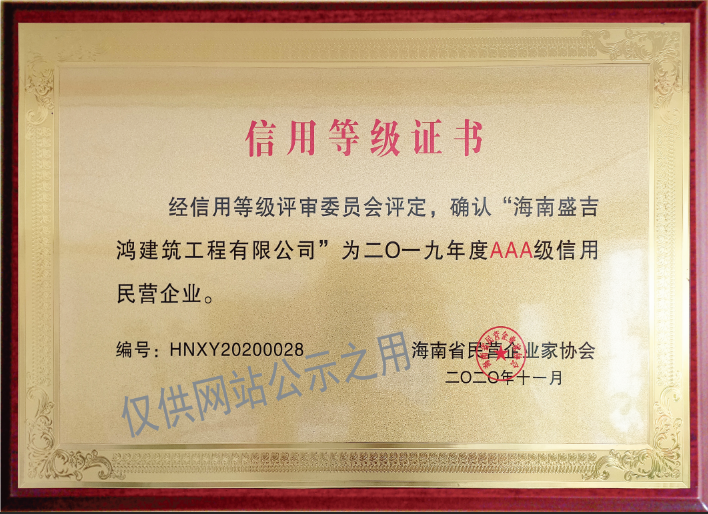 信用等级证书
经信用等级评审委员会评定，确认“海南盛吉
鸿建筑工程有限公司”为二〇一九年度AAA级信用
民营企业。
编号：HNXY20200028
海南省民营企业家协会
二〇二〇年十一月
仅供网站公示之用